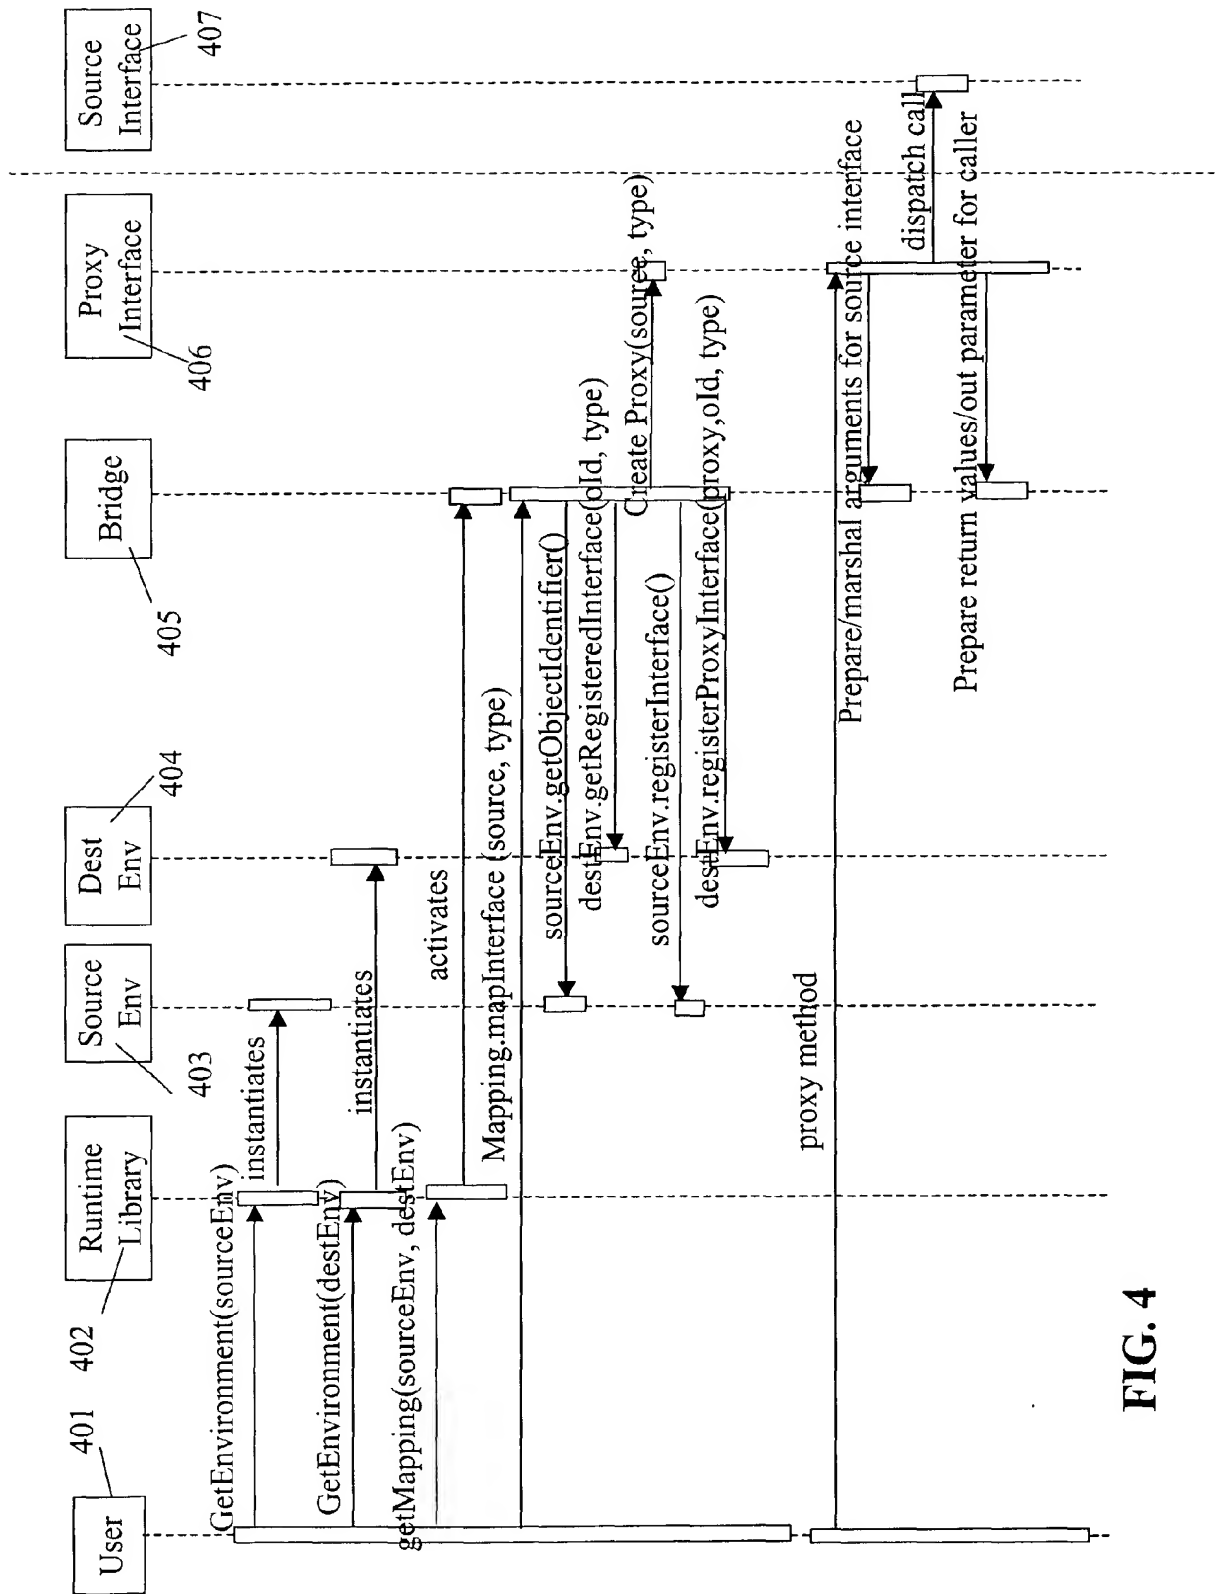 User
401
Runtime
Library
402
Source
Env
403
Dest
Env
404
Bridge
405
Proxy
Interface
406
Source
Interface
407
GetEnvironment(sourceEnv)
instantiates
GetEnvironment(destEnv)
instantiates
getMapping(sourceEnv, destEnv)
activates
Mapping.mapInterface (source, type)
sourceEnv.getObjectIdentifier()
destEnv.getRegisteredInterface(oId, type)
Create Proxy(source, type)
sourceEnv.registerInterface()
destEnv.registerProxyInterface(proxy,oId, type)
proxy method
Prepare/marshal arguments for source interface
dispatch call
Prepare return values/out parameter for caller
FIG. 4